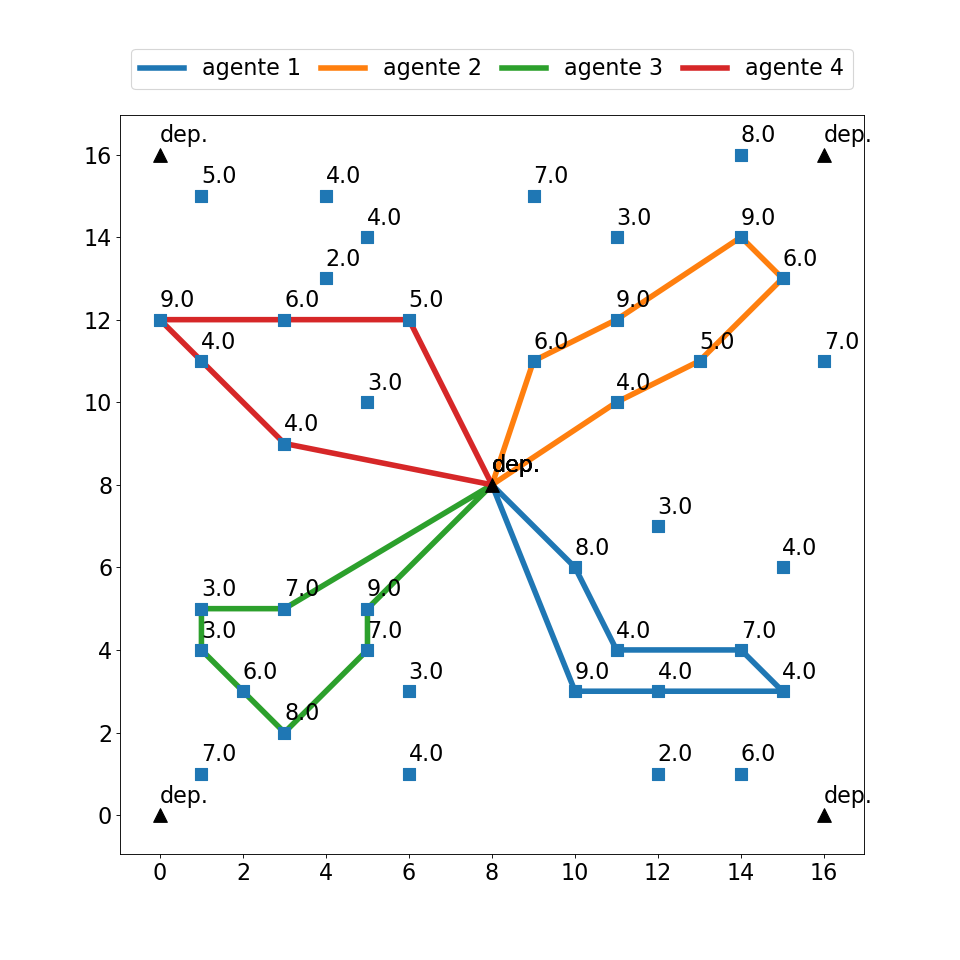 agente 1 agente 2 agente 3 agente 4
dep. 8.0 dep.
16
5.0 4.0 7.0
4.0 3.0 9.0
14
2.0 6.0
9.0 6.0 5.0 9.0
12
4.0 6.0 5.0 7.0
3.0 4.0
10
4.0
dep.
8
3.0
8.0 4.0
6
3.0 7.0 9.0
3.0 7.0 4.0 7.0
4
6.0 3.0 9.0 4.0 4.0
8.0
2
7.0 4.0 2.0 6.0
dep. dep.
0
0 2 4 6 8 10 12 14 16